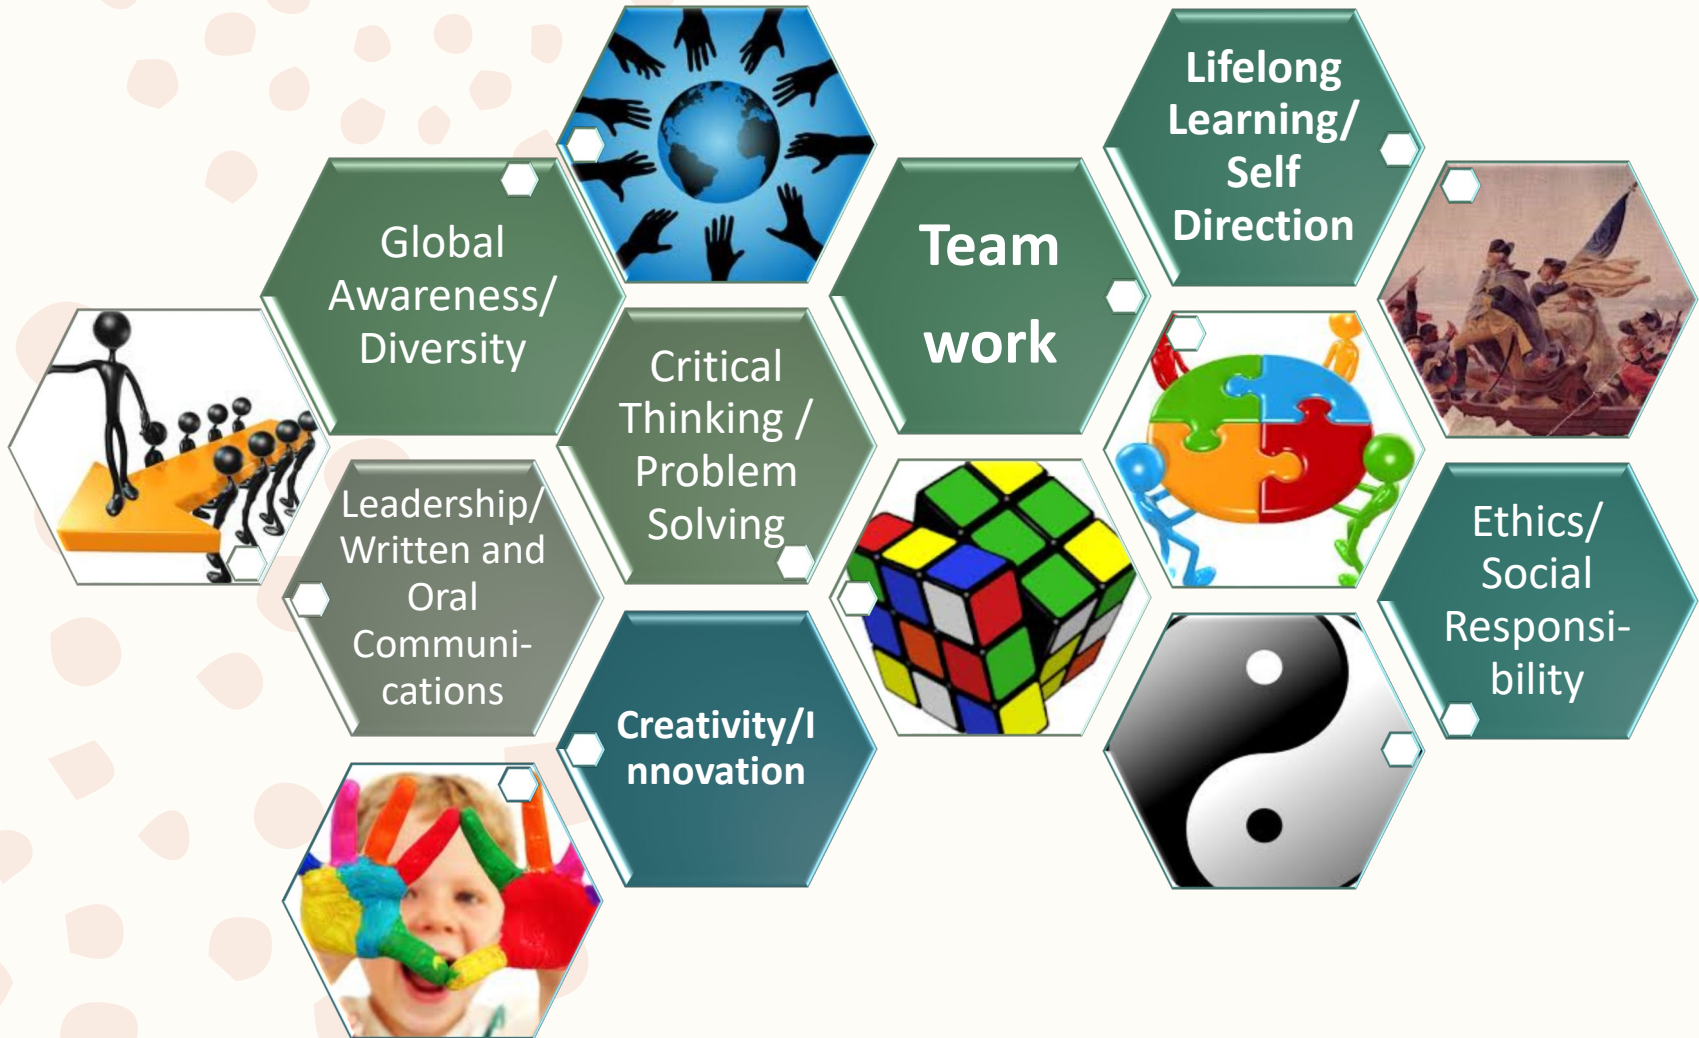 Global
Awareness/
Diversity
Team
work
Lifelong
Learning/
Self
Direction
Critical
Thinking /
Problem
Solving
Leadership/
Written and
Oral
Communi-
cations
Creativity/I
nnovation
Ethics/
Social
Responsi-
bility